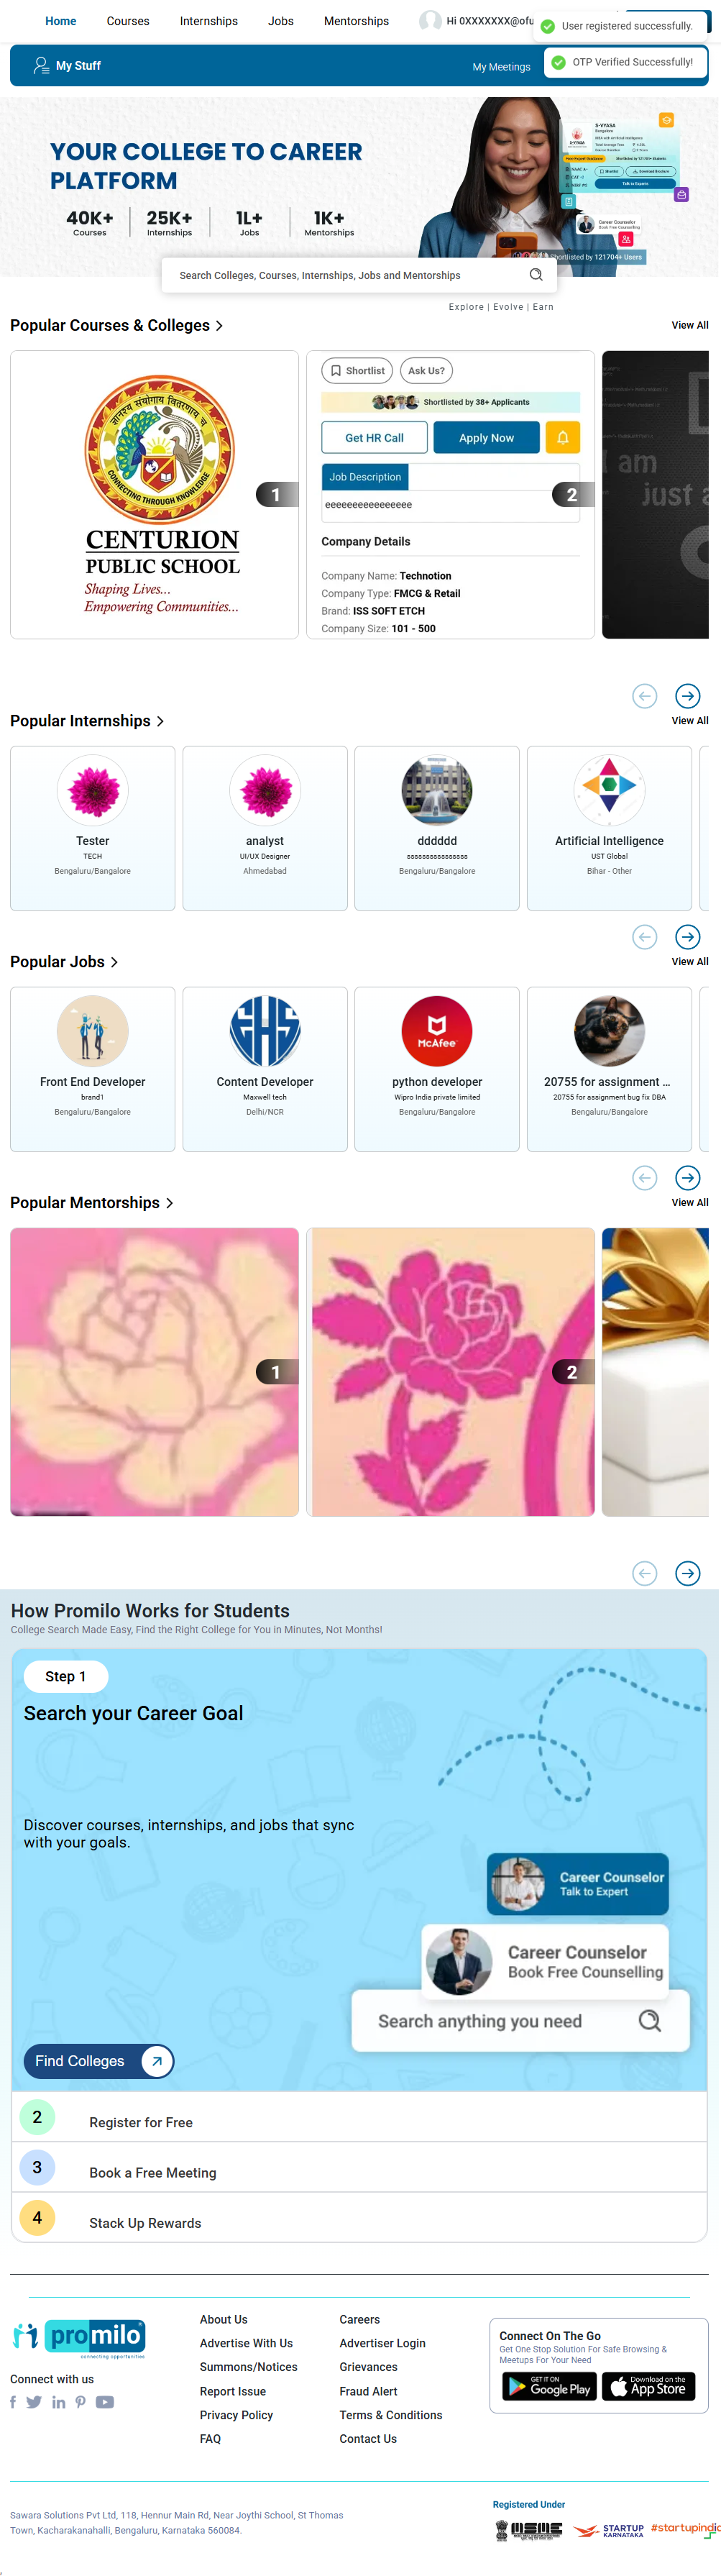 Home Courses Internships Jobs Mentorships Hi 0XXXXXXX@ofu
User registered successfully.
My Stuff My Meetings
OTP Verified Successfully!
YOUR COLLEGE TO CAREER
PLATFORM
40K+ 25K+ 1L+ 1K+
Courses Internships Jobs Mentorships
S-VYASA
Career Counselor
Shortlisted by 121704+ Users
Search Colleges, Courses, Internships, Jobs and Mentorships
Explore | Evolve | Earn
Popular Courses & Colleges
View All
ज्ञानस्य संयोगाय वितरणाय च
CONNECTING THROUGH KNOWLEDGE
CENTURION
PUBLIC SCHOOL
Shaping Lives...
Empowering Communities...
1
Shortlist Ask Us?
Shortlisted by 38+ Applicants
Get HR Call Apply Now
Job Description
eeeeeeeeeeeeeeee
Company Details
Company Name: Technotion
Company Type: FMCG & Retail
Brand: ISS SOFT ETCH
Company Size: 101 - 500
2
I am
just a
Popular Internships
View All
Tester
TECH
Bengaluru/Bangalore
analyst
UI/UX Designer
Ahmedabad
dddddd
ssssssssssssssss
Bengaluru/Bangalore
Artificial Intelligence
UST Global
Bihar - Other
Popular Jobs
View All
Front End Developer
brand1
Bengaluru/Bangalore
EHS
Content Developer
Maxwell tech
Delhi/NCR
McAfee
python developer
Wipro India private limited
Bengaluru/Bangalore
20755 for assignment ...
20755 for assignment bug fix DBA
Bengaluru/Bangalore
Popular Mentorships
View All
1
2
How Promilo Works for Students
College Search Made Easy, Find the Right College for You in Minutes, Not Months!
Step 1
Search your Career Goal
Discover courses, internships, and jobs that sync
with your goals.
Career Counselor
Talk to Expert
Career Counselor
Book Free Counselling
Search anything you need
Find Colleges
2 Register for Free
3 Book a Free Meeting
4 Stack Up Rewards
promilo
connecting opportunities
Connect with us
About Us
Advertise With Us
Summons/Notices
Report Issue
Privacy Policy
FAQ
Careers
Advertiser Login
Grievances
Fraud Alert
Terms & Conditions
Contact Us
Connect On The Go
Get One Stop Solution For Safe Browsing &
Meetups For Your Need
GET IT ON
Google Play
Download on the
App Store
Sawara Solutions Pvt Ltd, 118, Hennur Main Rd, Near Joythi School, St Thomas
Town, Kacharakanahalli, Bengaluru, Karnataka 560084.
Registered Under
MSME
STARTUP
KARNATAKA
#startupindia